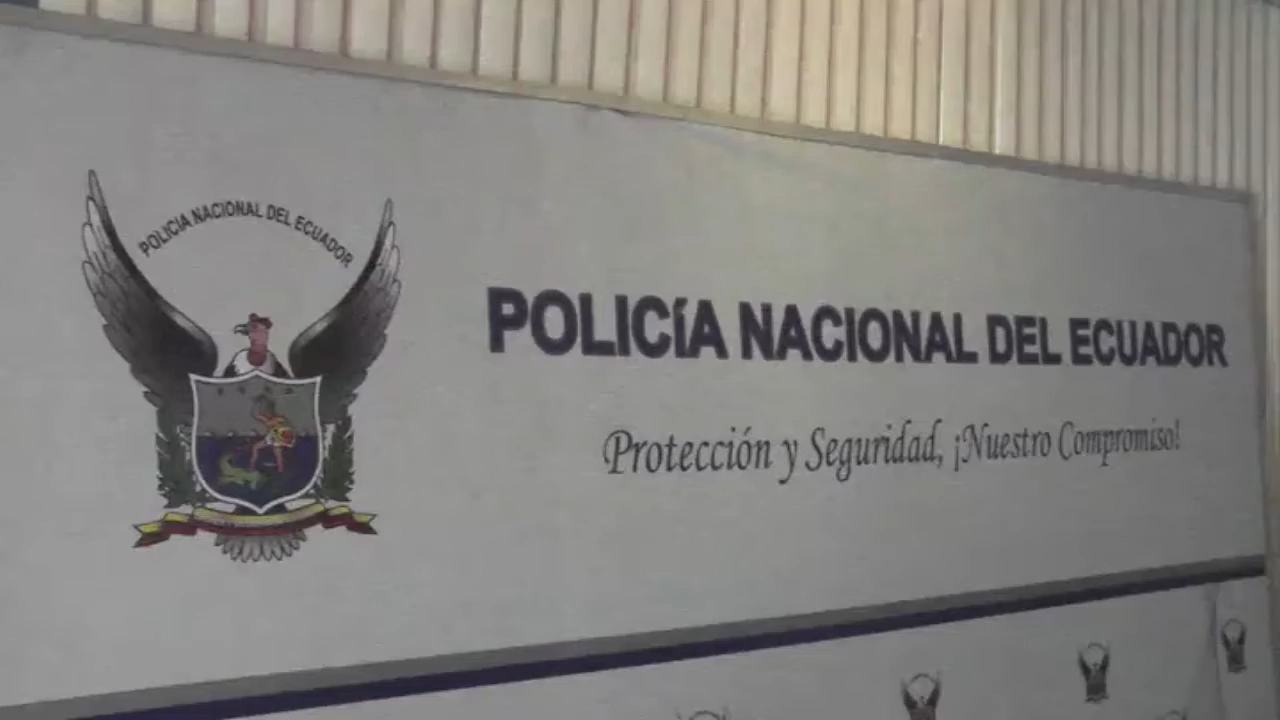 POLICIA NACIONAL DEL ECUADOR
POLICíA NACIONAL DEL ECUADOR
Protección y Seguridad, ¡Nuestro Compromiso!